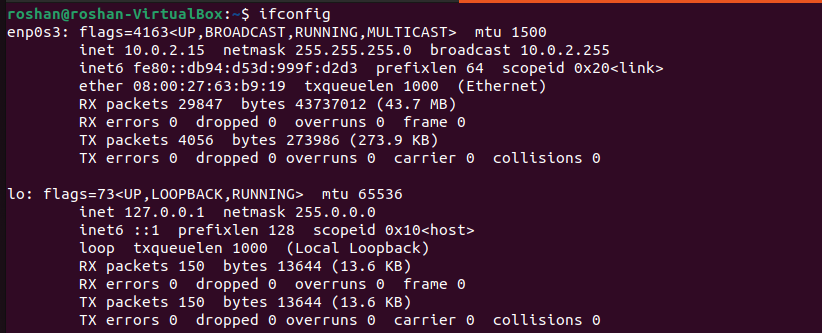 roshan@roshan-VirtualBox:~$ ifconfig
enp0s3: flags=4163<UP,BROADCAST,RUNNING,MULTICAST>  mtu 1500
        inet 10.0.2.15  netmask 255.255.255.0  broadcast 10.0.2.255
        inet6 fe80::db94:d53d:999f:d2d3  prefixlen 64  scopeid 0x20<link>
        ether 08:00:27:63:b9:19  txqueuelen 1000  (Ethernet)
        RX packets 29847  bytes 43737012 (43.7 MB)
        RX errors 0  dropped 0  overruns 0  frame 0
        TX packets 4056  bytes 273986 (273.9 KB)
        TX errors 0  dropped 0 overruns 0  carrier 0  collisions 0

lo: flags=73<UP,LOOPBACK,RUNNING>  mtu 65536
        inet 127.0.0.1  netmask 255.0.0.0
        inet6 ::1  prefixlen 128  scopeid 0x10<host>
        loop  txqueuelen 1000  (Local Loopback)
        RX packets 150  bytes 13644 (13.6 KB)
        RX errors 0  dropped 0  overruns 0  frame 0
        TX packets 150  bytes 13644 (13.6 KB)
        TX errors 0  dropped 0 overruns 0  carrier 0  collisions 0